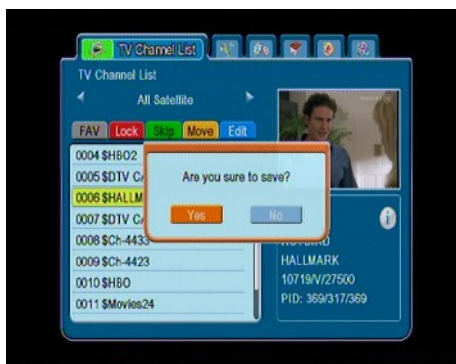 TV Channel List
TV Channel List
All Satellite
FAV Lock Skip Move Edit
0004 $HBO2
0005 $DTV
0006 $HALLM
0007 $DTV
0008 $Ch-4433
0009 $Ch-4423
0010 $HBO
0011 $Movies24
Are you sure to save?
Yes No
HALLMARK
10719/V/27500
PID: 369/317/369